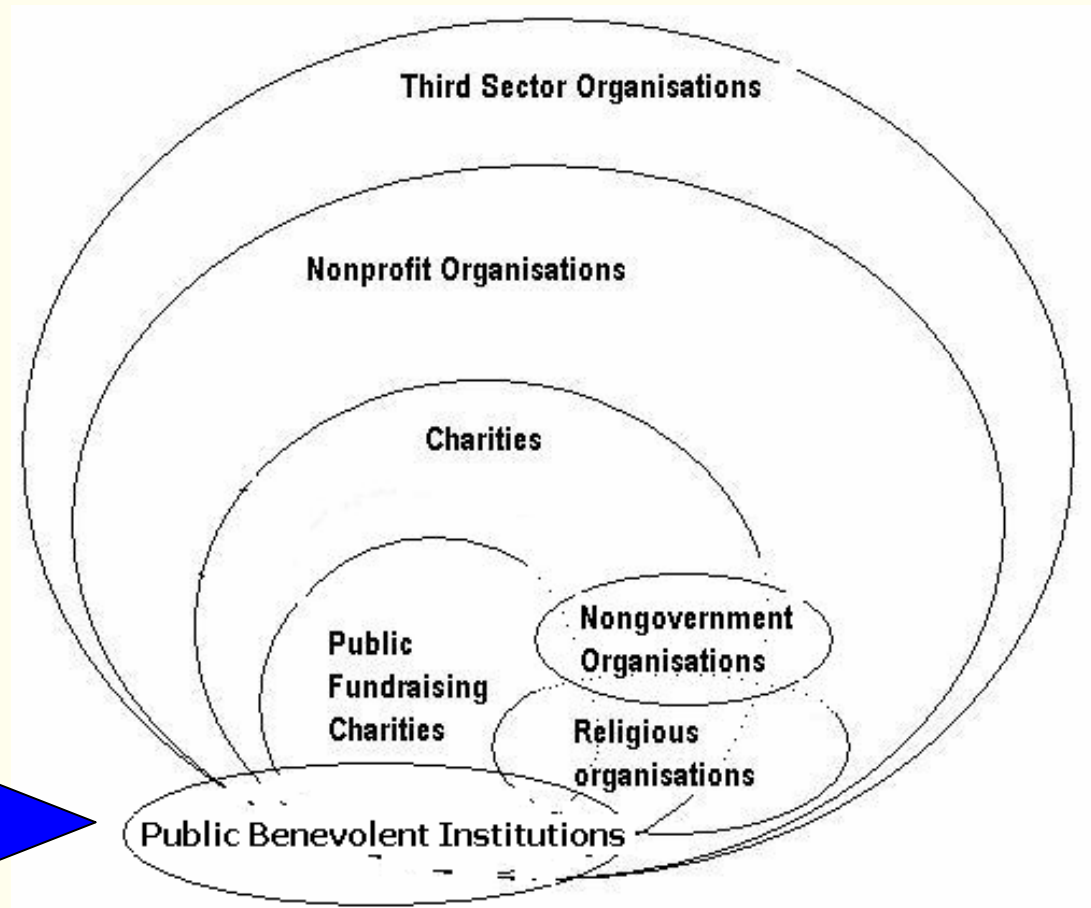 Third Sector Organisations
Nonprofit Organisations
Charities
Nongovernment
Organisations
Public
Fundraising
Charities
Religious
organisations
Public Benevolent Institutions